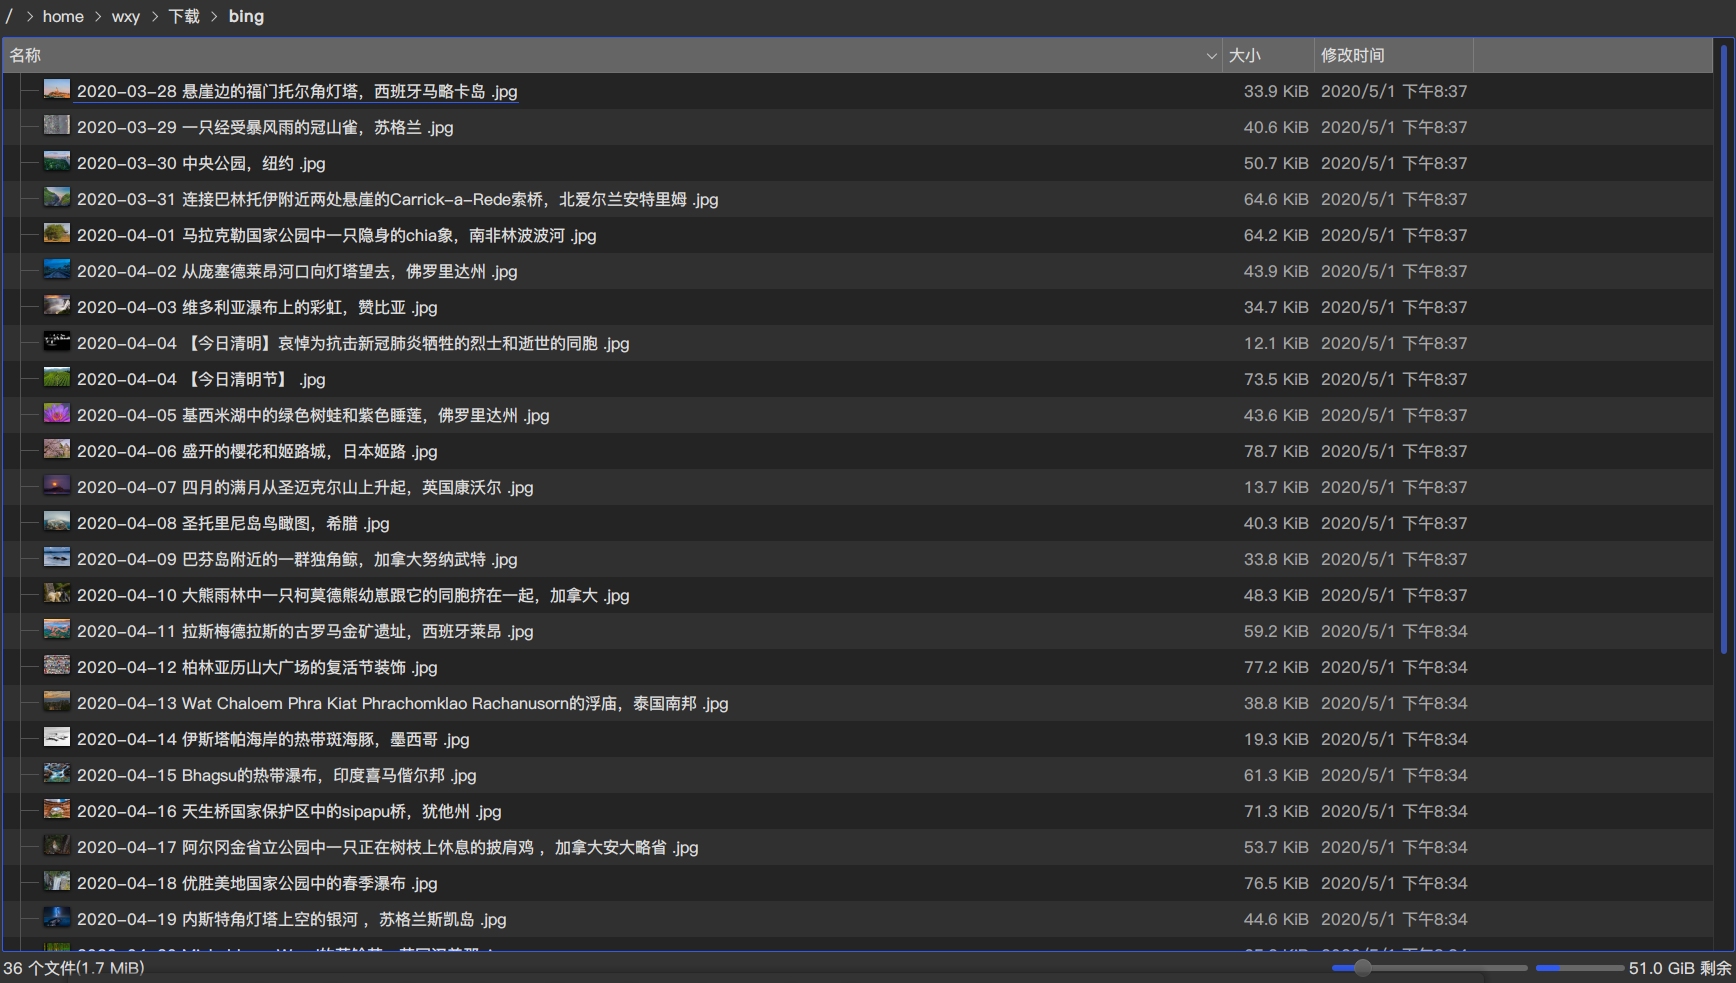 / > home > wxy > 下载 > bing
名称 大小 修改时间
2020-03-28 悬崖边的福门托尔角灯塔，西班牙马略卡岛 .jpg 33.9 KiB 2020/5/1 下午8:37
2020-03-29 一只经受暴风雨的冠山雀，苏格兰 .jpg 40.6 KiB 2020/5/1 下午8:37
2020-03-30 中央公园，纽约 .jpg 50.7 KiB 2020/5/1 下午8:37
2020-03-31 连接巴林托伊附近两处悬崖的Carrick-a-Rede索桥，北爱尔兰安特里姆 .jpg 64.6 KiB 2020/5/1 下午8:37
2020-04-01 马拉克勒国家公园中一只隐身的chia象，南非林波波河 .jpg 64.2 KiB 2020/5/1 下午8:37
2020-04-02 从庞塞德莱昂河口向灯塔望去，佛罗里达州 .jpg 43.9 KiB 2020/5/1 下午8:37
2020-04-03 维多利亚瀑布上的彩虹，赞比亚 .jpg 34.7 KiB 2020/5/1 下午8:37
2020-04-04 【今日清明】哀悼为抗击新冠肺炎牺牲的烈士和逝世的同胞 .jpg 12.1 KiB 2020/5/1 下午8:37
2020-04-04 【今日清明节】 .jpg 73.5 KiB 2020/5/1 下午8:37
2020-04-05 基西米湖中的绿色树蛙和紫色睡莲，佛罗里达州 .jpg 43.6 KiB 2020/5/1 下午8:37
2020-04-06 盛开的樱花和姬路城，日本姬路 .jpg 78.7 KiB 2020/5/1 下午8:37
2020-04-07 四月的满月从圣迈克尔山上升起，英国康沃尔 .jpg 13.7 KiB 2020/5/1 下午8:37
2020-04-08 圣托里尼岛鸟瞰图，希腊 .jpg 40.3 KiB 2020/5/1 下午8:37
2020-04-09 巴芬岛附近的一群独角鲸，加拿大努纳武特 .jpg 33.8 KiB 2020/5/1 下午8:37
2020-04-10 大熊雨林中一只柯莫德熊幼崽跟它的同胞挤在一起，加拿大 .jpg 48.3 KiB 2020/5/1 下午8:37
2020-04-11 拉斯梅德拉斯的古罗马金矿遗址，西班牙莱昂 .jpg 59.2 KiB 2020/5/1 下午8:34
2020-04-12 柏林亚历山大广场的复活节装饰 .jpg 77.2 KiB 2020/5/1 下午8:34
2020-04-13 Wat Chaloem Phra Kiat Phrachomklao Rachanusorn的浮庙，泰国南邦 .jpg 38.8 KiB 2020/5/1 下午8:34
2020-04-14 伊斯塔帕海岸的热带斑海豚，墨西哥 .jpg 19.3 KiB 2020/5/1 下午8:34
2020-04-15 Bhagsu的热带瀑布，印度喜马偕尔邦 .jpg 61.3 KiB 2020/5/1 下午8:34
2020-04-16 天生桥国家保护区中的sipapu桥，犹他州 .jpg 71.3 KiB 2020/5/1 下午8:34
2020-04-17 阿尔冈金省立公园中一只正在树枝上休息的披肩鸡 ，加拿大安大略省 .jpg 53.7 KiB 2020/5/1 下午8:34
2020-04-18 优胜美地国家公园中的春季瀑布 .jpg 76.5 KiB 2020/5/1 下午8:34
2020-04-19 内斯特角灯塔上空的银河 ，苏格兰斯凯岛 .jpg 44.6 KiB 2020/5/1 下午8:34
36 个文件(1.7 MiB) 51.0 GiB 剩余